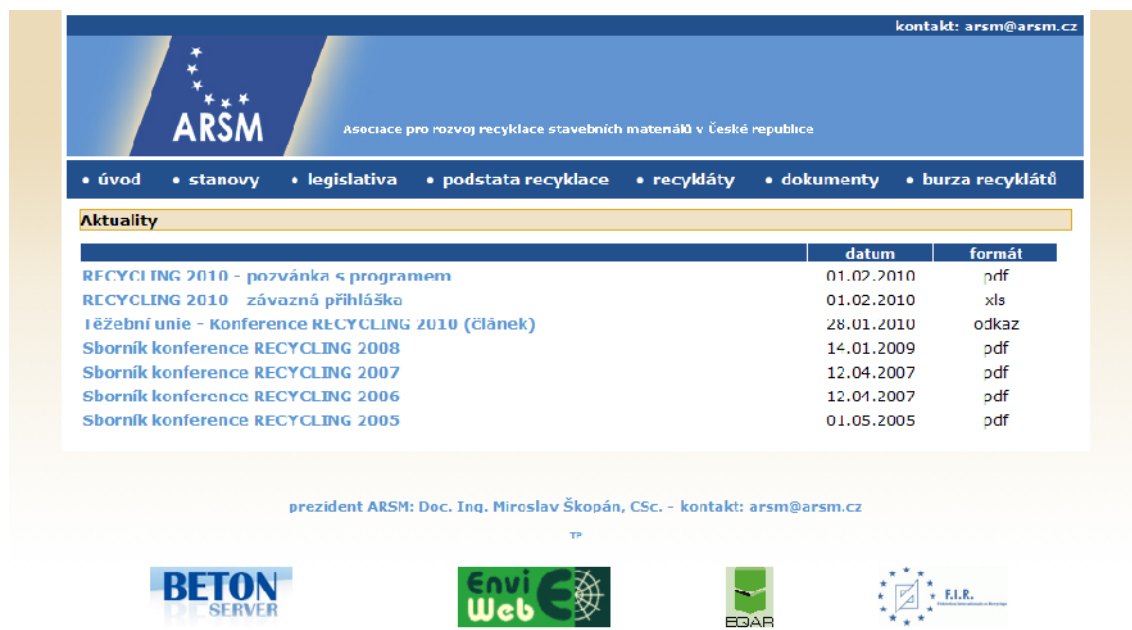 kontakt: arsm@arsm.cz
ARSM
Asociace pro rozvoj recyklace stavebních materiálů v České republice
• úvod • stanovy • legislativa • podstata recyklace • recykláty • dokumenty • burza recyklátů
Aktuality
datum formát
RECYCLING 2010 - pozvánka s programem 01.02.2010 pdf
RECYCLING 2010 závazná přihláška 01.02.2010 xls
Těžební unie - Konference RECYCLING 2010 (článek) 28.01.2010 odkaz
Sborník konference RECYCLING 2008 14.01.2009 pdf
Sborník konference RECYCLING 2007 12.04.2007 pdf
Sborník konference RECYCLING 2006 12.04.2007 pdf
Sborník konference RECYCLING 2005 01.05.2005 pdf
prezident ARSM: Doc. Ing. Miroslav Škopán, CSc. - kontakt: arsm@arsm.cz
TP
BETON
SERVER
Envi
Web
EQAR
F.I.R.